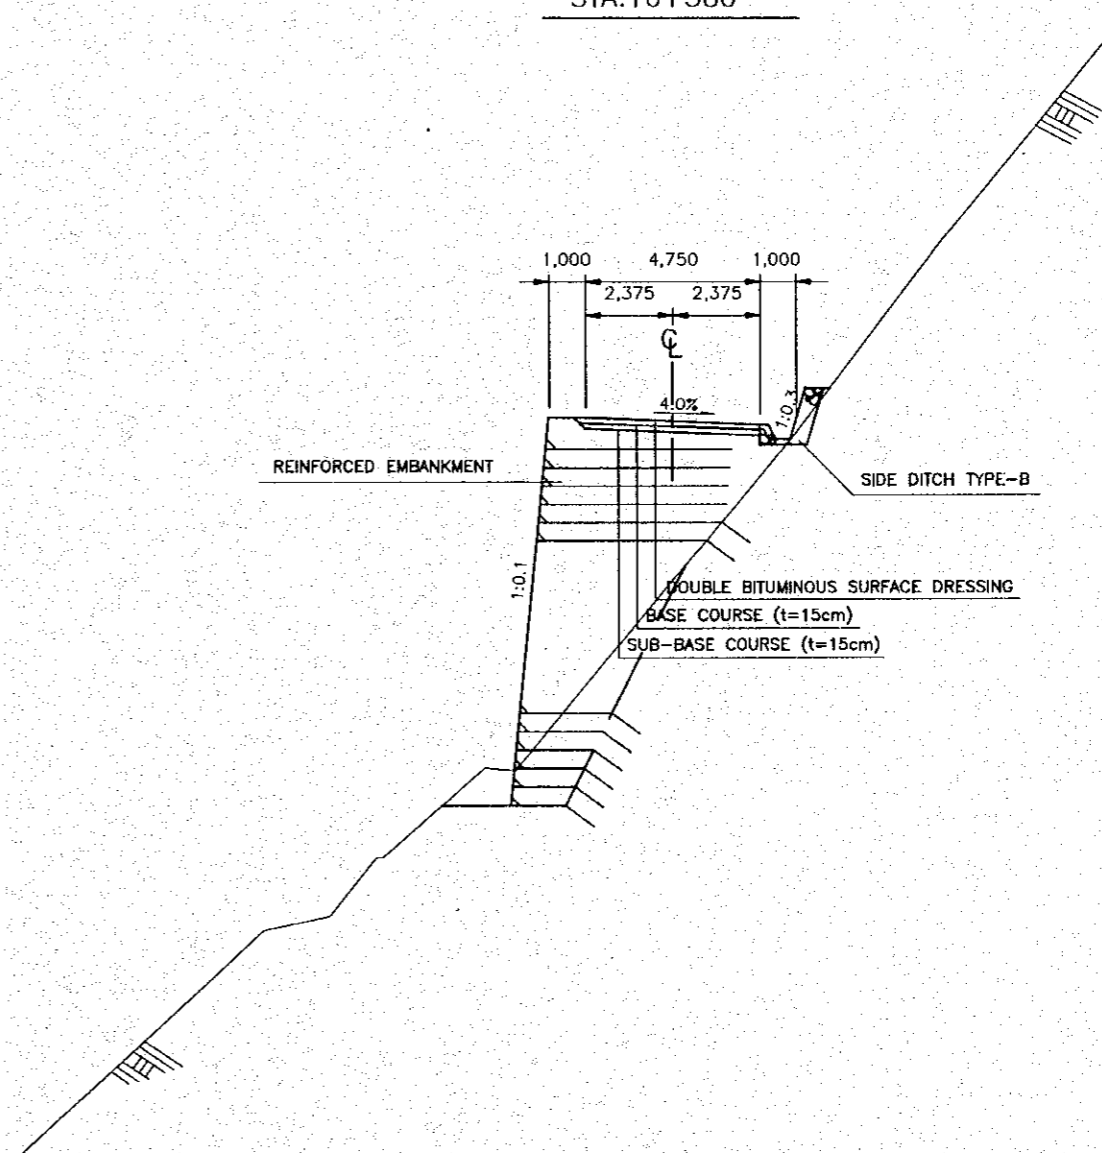 1,000 4,750 1,000
2,375 2,375
CL
4.0%
1:0.3
REINFORCED EMBANKMENT
SIDE DITCH TYPE-B
1:0.1
DOUBLE BITUMINOUS SURFACE DRESSING
BASE COURSE (t=15cm)
SUB-BASE COURSE (t=15cm)